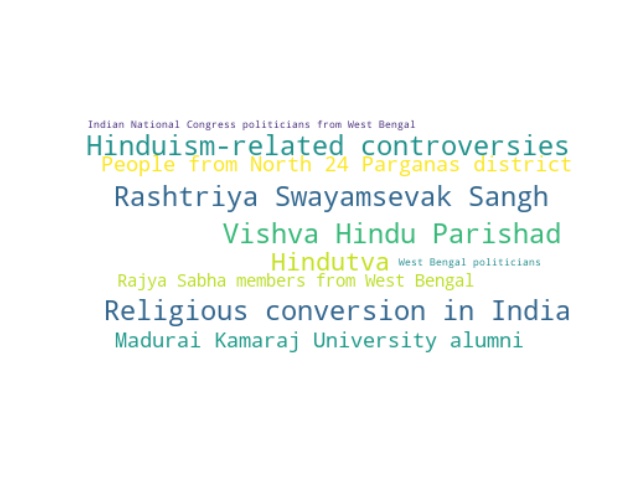 Indian National Congress politicians from West Bengal
Hinduism-related controversies
People from North 24 Parganas district
Rashtriya Swayamsevak Sangh
Vishva Hindu Parishad
Hindutva West Bengal politicians
Rajya Sabha members from West Bengal
Religious conversion in India
Madurai Kamaraj University alumni